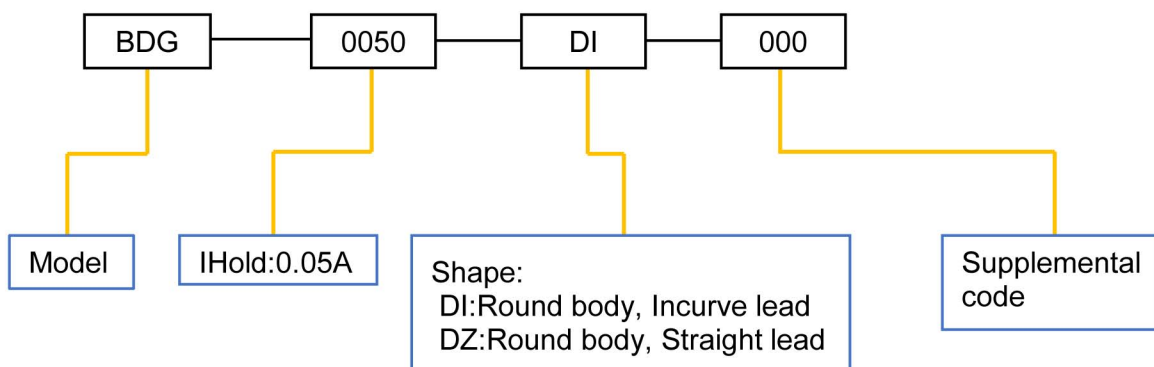 BDG
0050
DI
000
Model
IHold:0.05A
Shape:
DI:Round body, Incurve lead
DZ:Round body, Straight lead
Supplemental
code